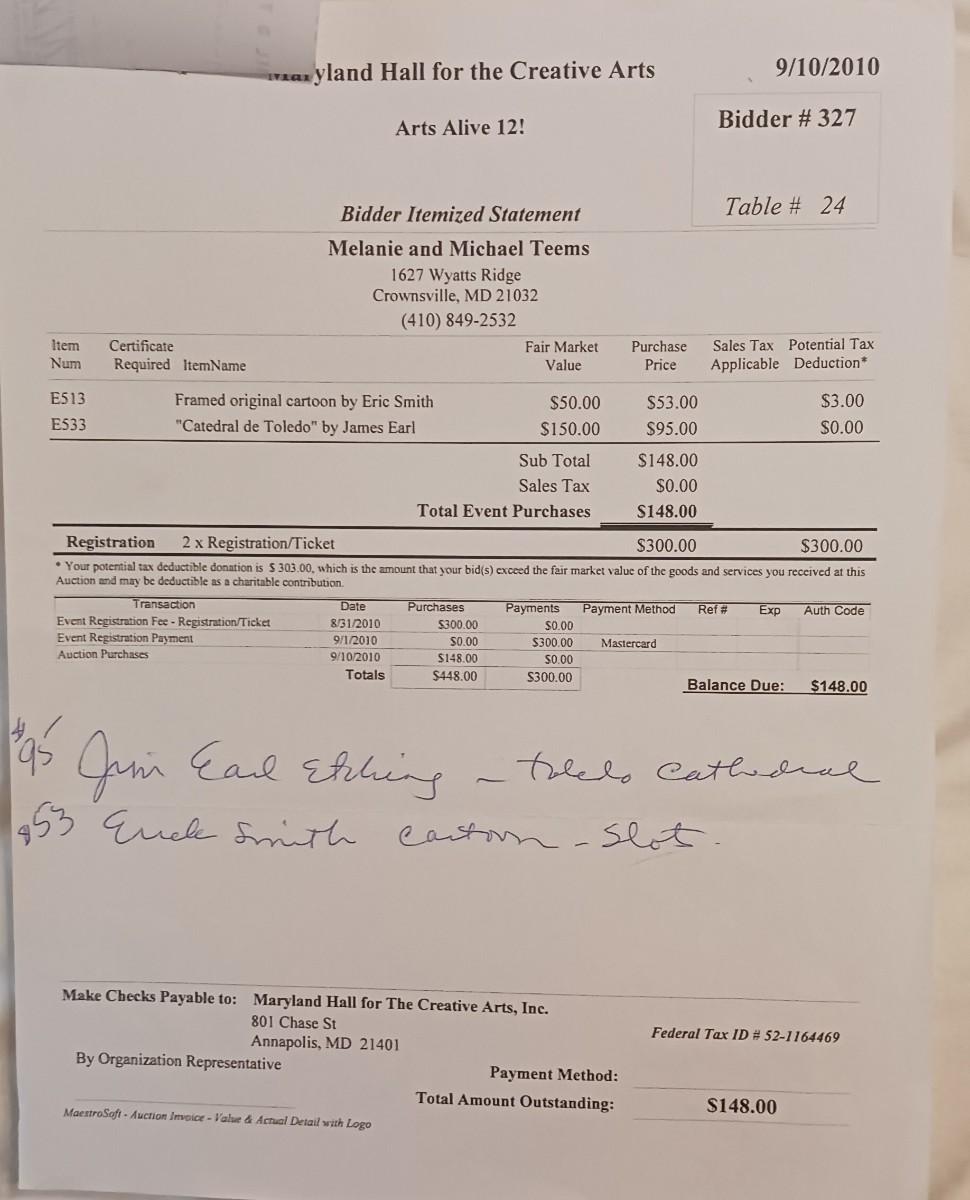 Maryland Hall for the Creative Arts 9/10/2010
Arts Alive 12!
Bidder # 327
Table # 24
Bidder Itemized Statement
Melanie and Michael Teems
1627 Wyatts Ridge
Crownsville, MD 21032
(410) 849-2532
Item Certificate Fair Market Purchase Sales Tax Potential Tax
Num Required ItemName Value Price Applicable Deduction*
E513 Framed original cartoon by Eric Smith $50.00 $53.00 $3.00
E533 "Catedral de Toledo" by James Earl $150.00 $95.00 $0.00
Sub Total $148.00
Sales Tax $0.00
Total Event Purchases $148.00
Registration 2 x Registration/Ticket $300.00 $300.00
* Your potential tax deductible donation is $ 303.00, which is the amount that your bid(s) exceed the fair market value of the goods and services you received at this
Auction and may be deductible as a charitable contribution.
Transaction Date Purchases Payments Payment Method Ref # Exp Auth Code
Event Registration Fee - Registration/Ticket 8/31/2010 $300.00 $0.00
Event Registration Payment 9/1/2010 $0.00 $300.00 Mastercard
Auction Purchases 9/10/2010 $148.00 $0.00
Totals $448.00 $300.00
Balance Due: $148.00
$95 Jim Earl Etching - Toledo Cathedral
$53 Smith Cartoon - Slots.
Make Checks Payable to: Maryland Hall for The Creative Arts, Inc.
801 Chase St
Annapolis, MD 21401
Federal Tax ID # 52-1164469
By Organization Representative
Payment Method:
Total Amount Outstanding: $148.00
MaestroSoft - Auction Invoice - Value & Actual Detail with Logo